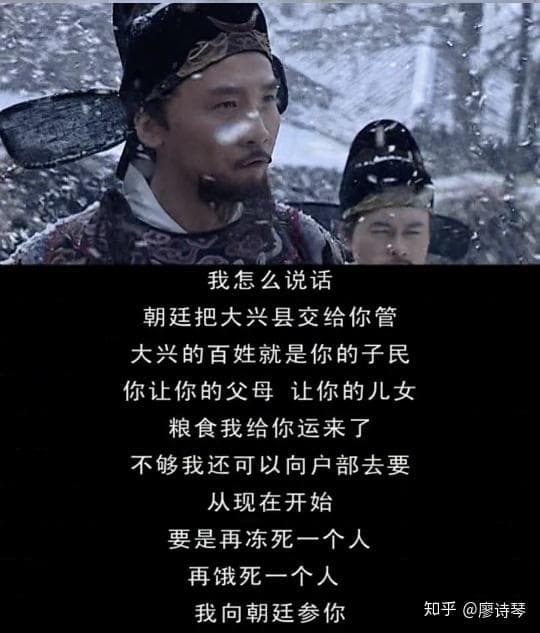 我怎么说话
朝廷把大兴县交给你管
大兴的百姓就是你的子民
你让你的父母 让你的儿女
粮食我给你运来了
不够我还可以向户部去要
从现在开始
要是再冻死一个人
再饿死一个人
我向朝廷参你
知乎 @廖诗琴